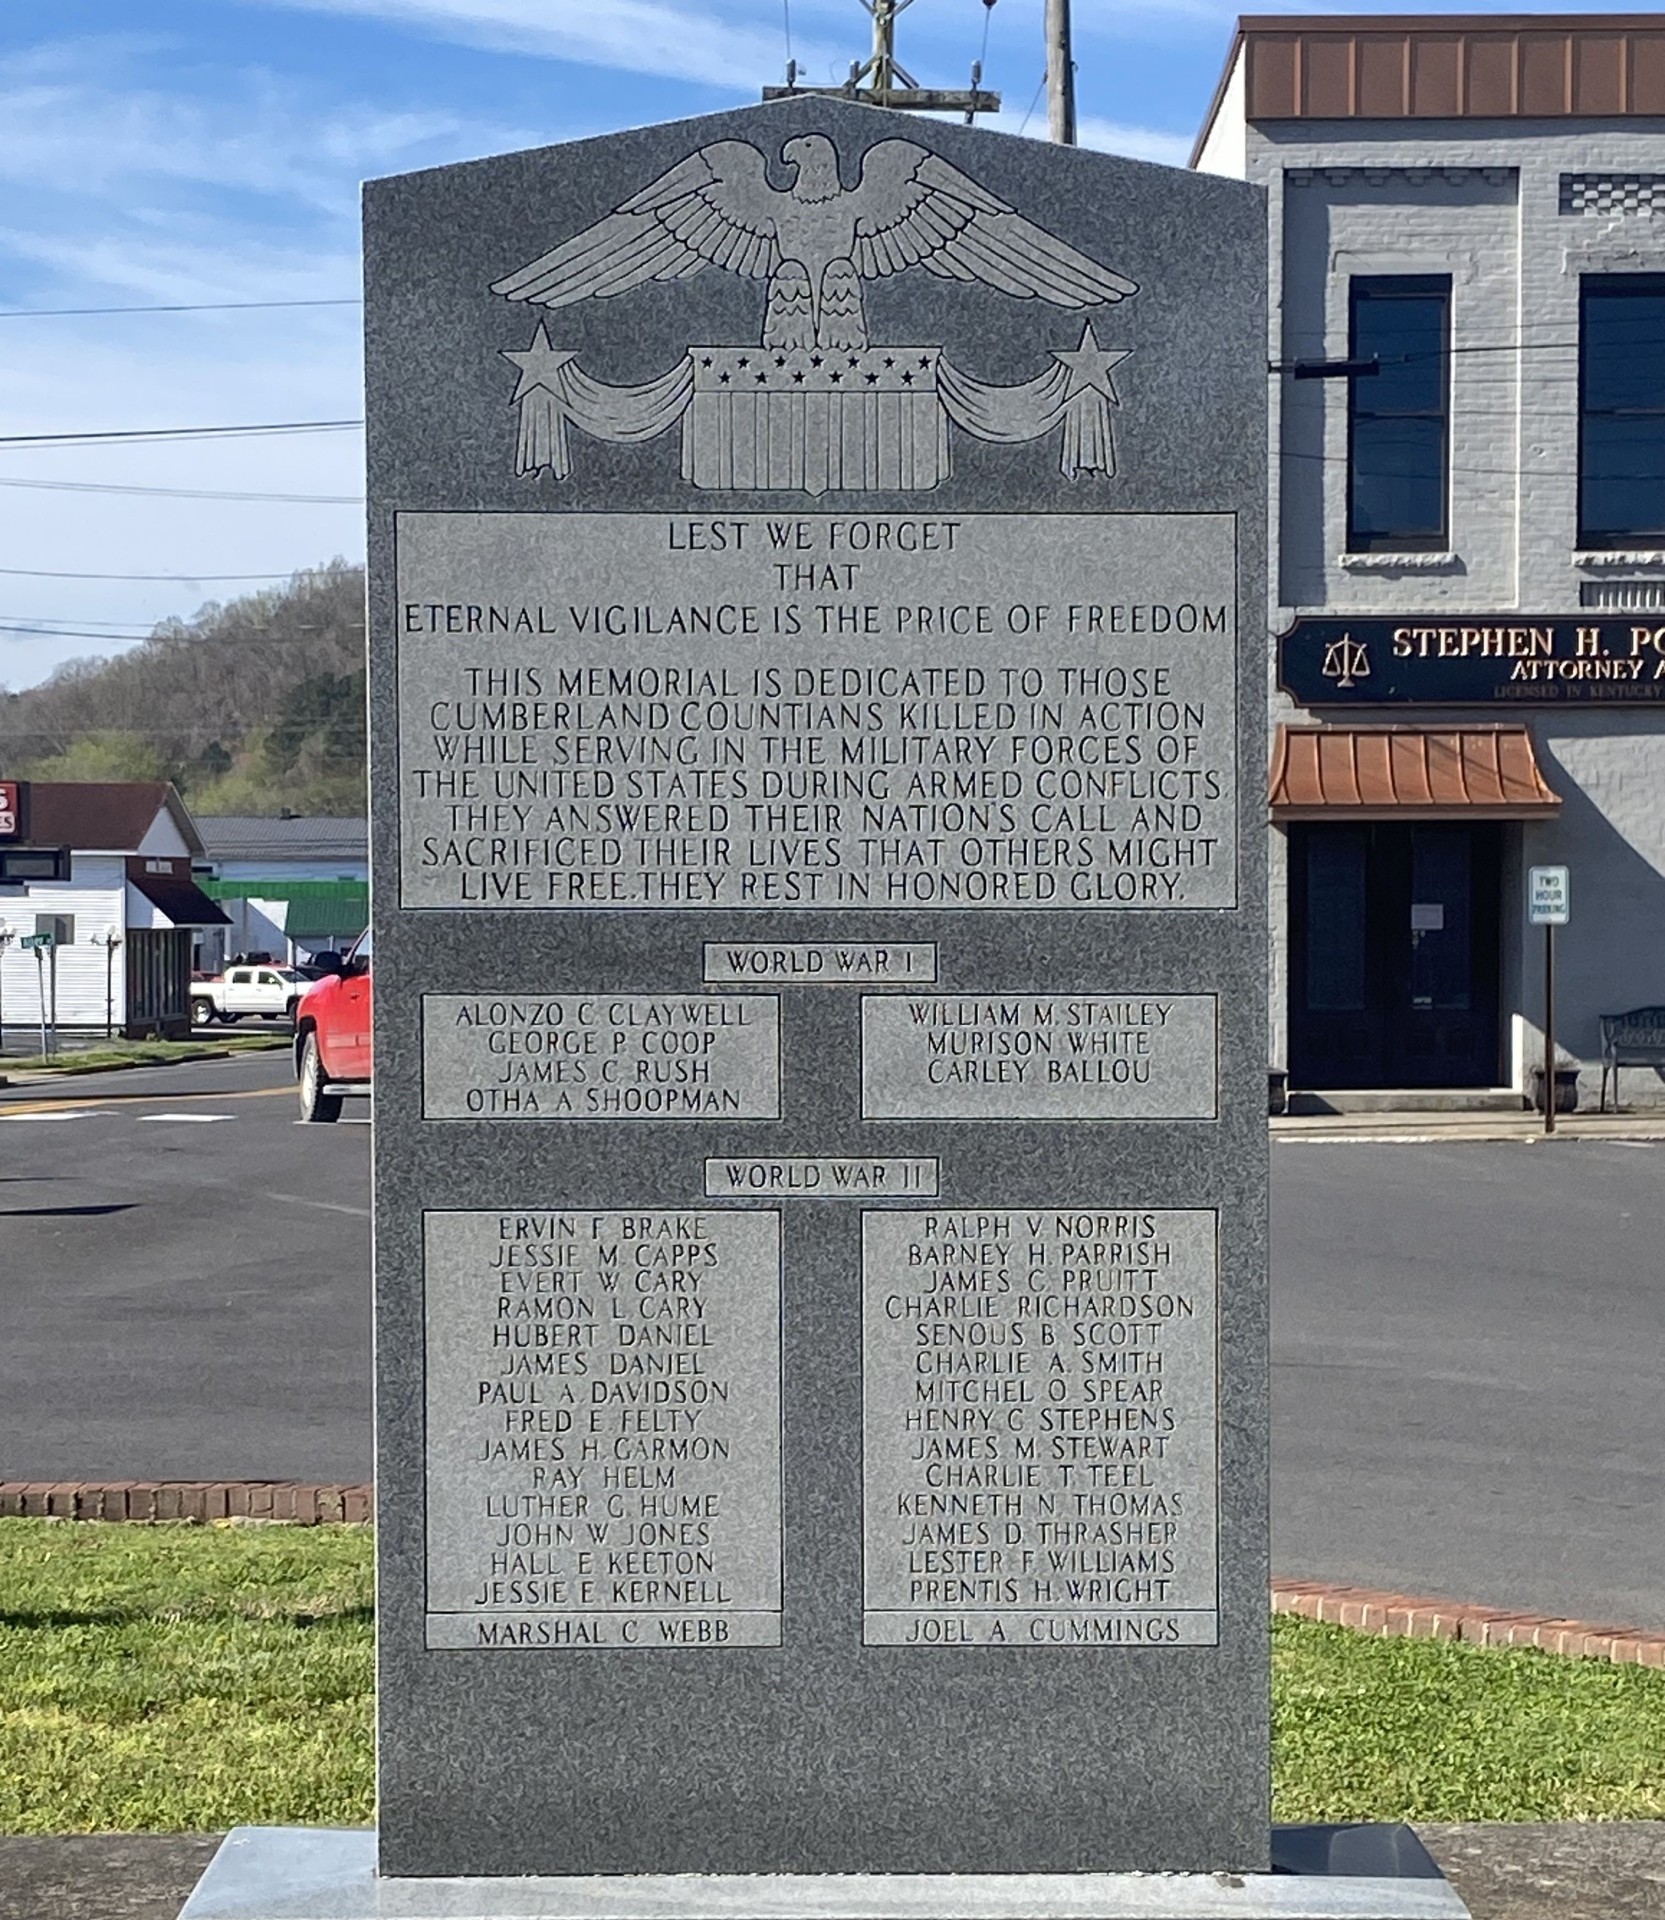 LEST WE FORGET
THAT
ETERNAL VIGILANCE IS THE PRICE OF FREEDOM
THIS MEMORIAL IS DEDICATED TO THOSE
CUMBERLAND COUNTIANS KILLED IN ACTION
WHILE SERVING IN THE MILITARY FORCES OF
THE UNITED STATES DURING ARMED CONFLICTS.
THEY ANSWERED THEIR NATION'S CALL AND
SACRIFICED THEIR LIVES THAT OTHERS MIGHT
LIVE FREE. THEY REST IN HONORED GLORY.
WORLD WAR I
ALONZO C. CLAYWELL
GEORGE P. COOP
JAMES C. RUSH
OTHA A. SHOOPMAN
WILLIAM M. STAILEY
MURISON WHITE
CARLEY BALLOU
WORLD WAR II
ERVIN F. BRAKE
JESSIE M. CAPPS
EVERT W. CARY
RAMON L. CARY
HUBERT DANIEL
JAMES DANIEL
PAUL A. DAVIDSON
FRED E. FELTY
JAMES H. GARMON
RAY HELM
LUTHER G. HUME
JOHN W. JONES
HALL E. KEETON
JESSIE E. KERNELL
MARSHAL C. WEBB
RALPH V. NORRIS
BARNEY H. PARRISH
JAMES C. PRUITT
CHARLIE RICHARDSON
SENOUS B. SCOTT
CHARLIE A. SMITH
MITCHEL O. SPEAR
HENRY C. STEPHENS
JAMES M. STEWART
CHARLIE T. TEEL
KENNETH N. THOMAS
JAMES D. THRASHER
LESTER F. WILLIAMS
PRENTIS H. WRIGHT
JOEL A. CUMMINGS
STEPHEN H. PO
ATTORNEY A
LICENSED IN KENTUCKY
TWO
HOUR
PARKING